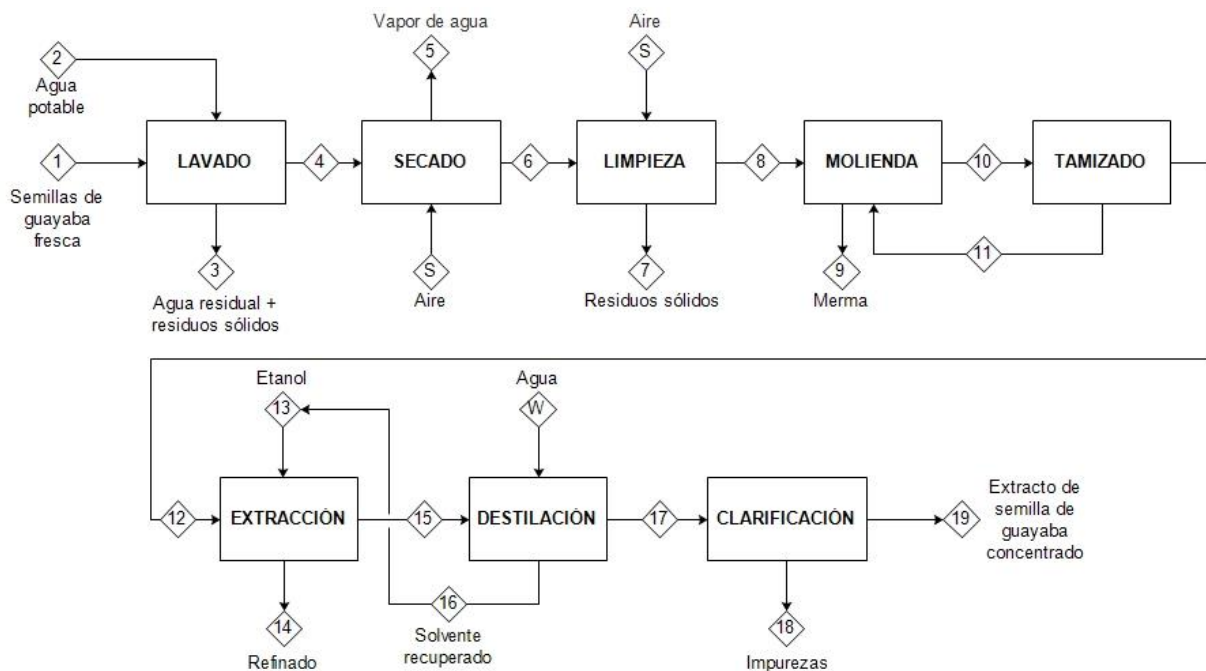 Vapor de agua
5
Aire
S
2
Agua
potable
1
Semillas de
guayaba
fresca
LAVADO
4
SECADO
6
LIMPIEZA
8
MOLIENDA
10
TAMIZADO
3
Agua residual +
residuos sólidos
S
Aire
7
Residuos sólidos
9
Merma
11
Etanol
13
Agua
W
12
EXTRACCIÓN
15
DESTILACIÓN
17
CLARIFICACIÓN
19
Extracto de
semilla de
guayaba
concentrado
14
Refinado
16
Solvente
recuperado
18
Impurezas